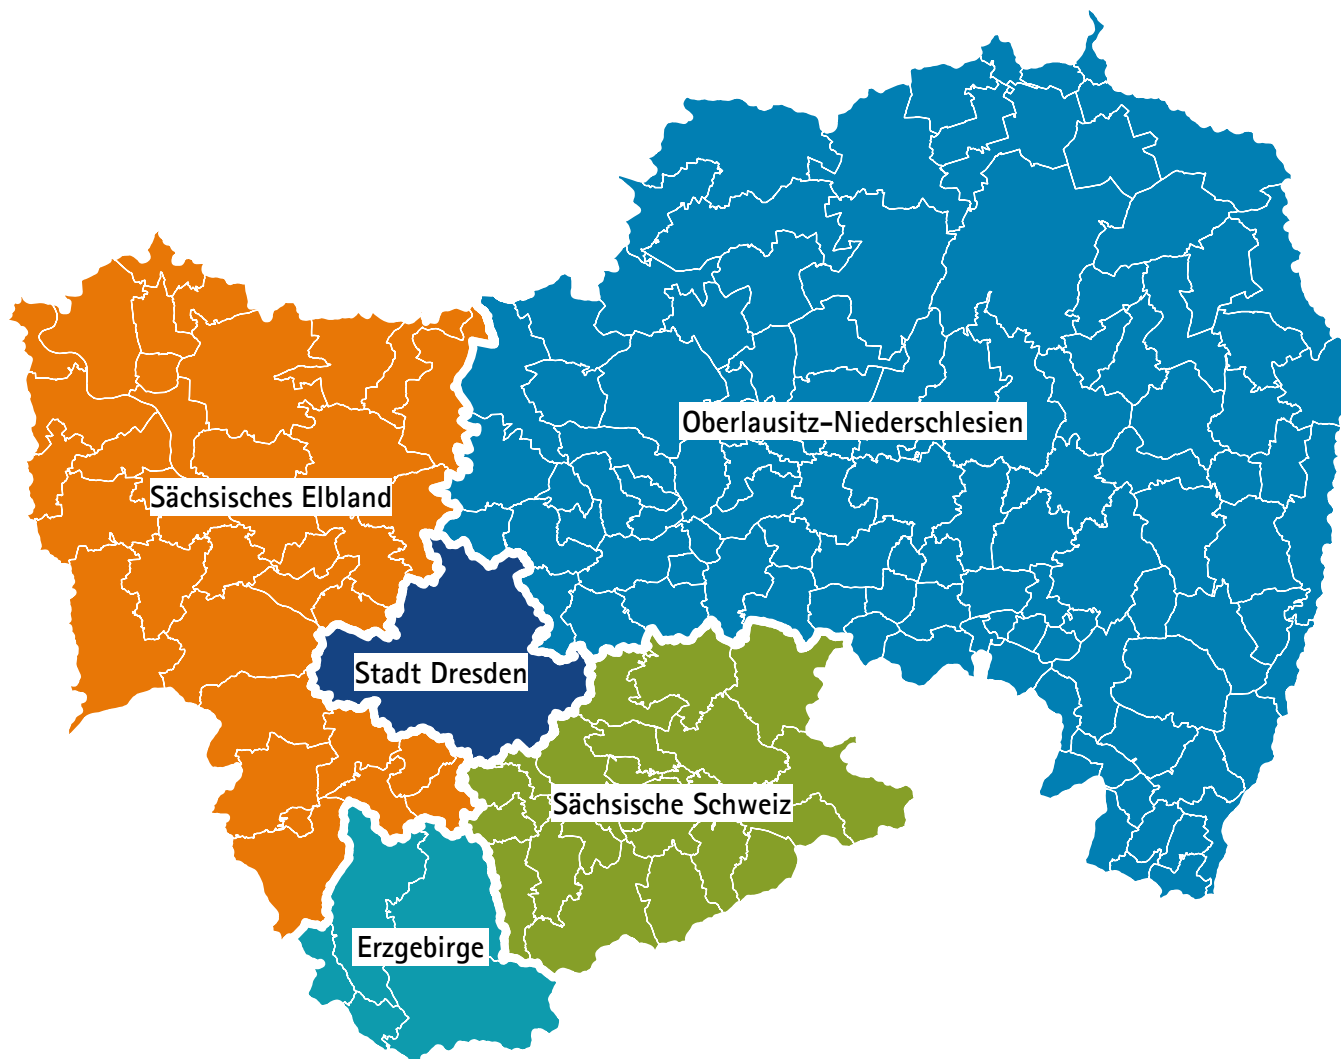 Oberlausitz-Niederschlesien
Sächsisches Elbland
Stadt Dresden
Sächsische Schweiz
Erzgebirge